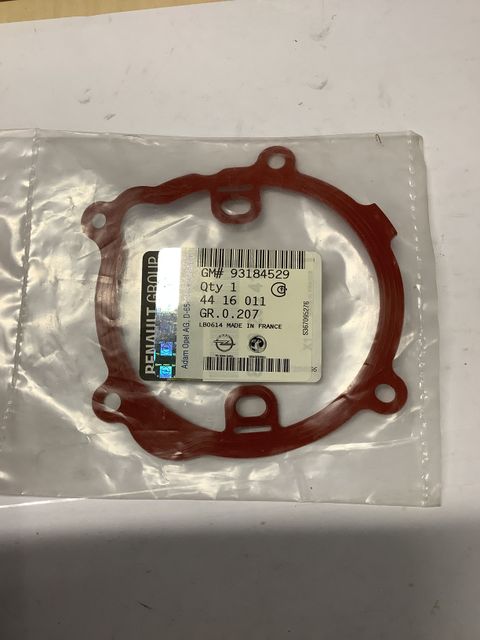 GM# 93184529
Qty 1
44 16 011
GR.0.207
LB0614 MADE IN FRANCE
RENAULT GROUP
Adam Opel AG, D-65